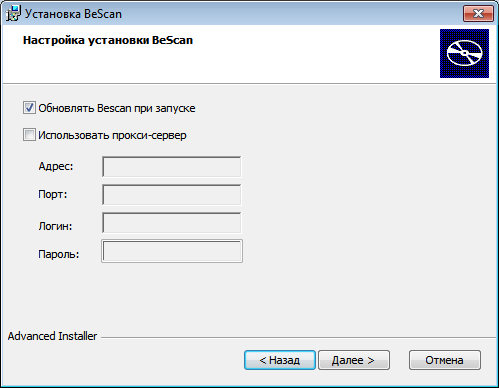 Установка BeScan
Настройка установки BeScan
Обновлять Bescan при запуске
Использовать прокси-сервер
Адрес:
Порт:
Логин:
Пароль:
Advanced Installer
< Назад Далее > Отмена